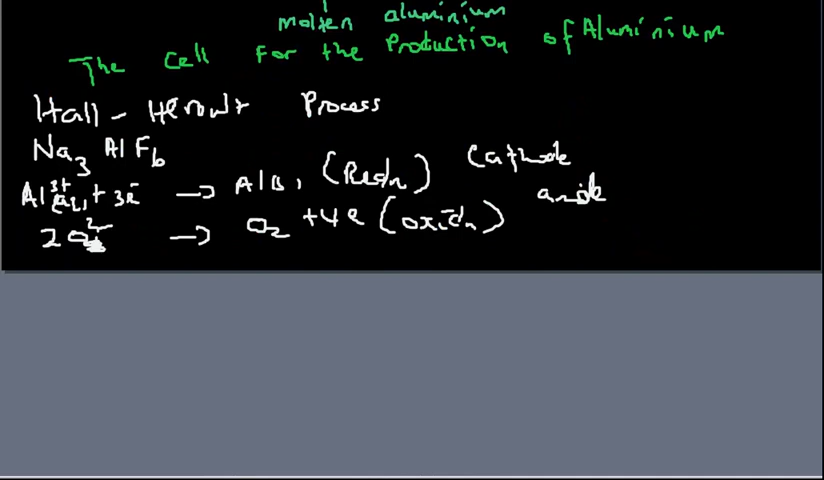 molten aluminium
The Cell For the Production of Aluminium
Hall - Heroult Process
Na3 AlF6
Al3+ + 3e → Al (Redn) Cathode
2O2- → O2 +4e (oxidn) anode